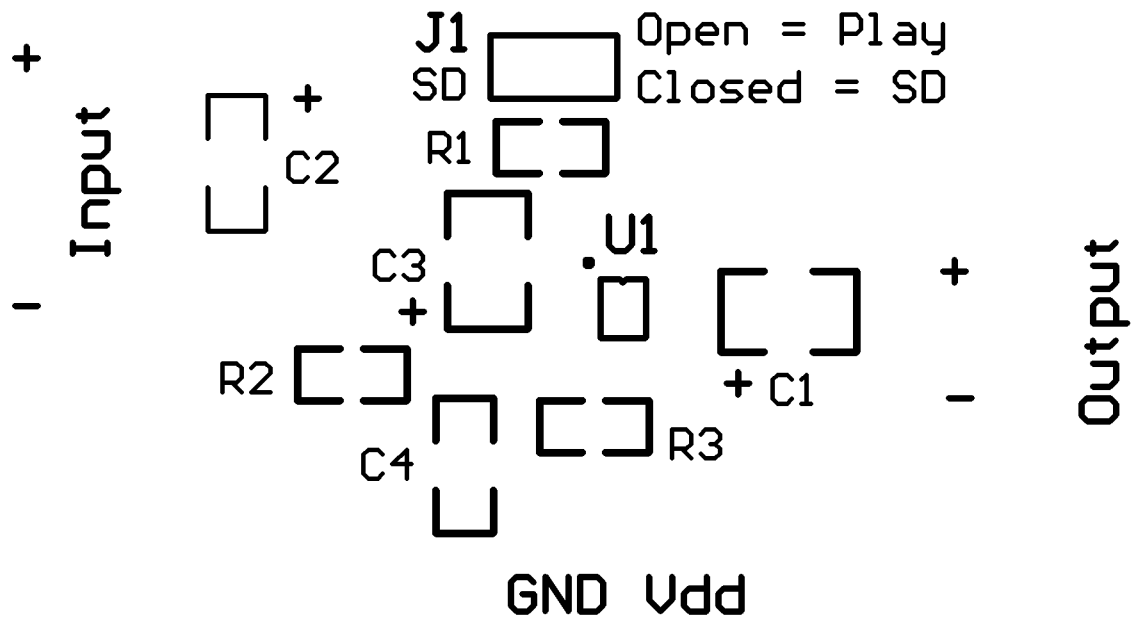 J1 Open = Play
SD Closed = SD
+
+
Input
C2
R1
U1
C3
+
+
Output
-
-
R2
+ C1
C4
R3
GND Vdd